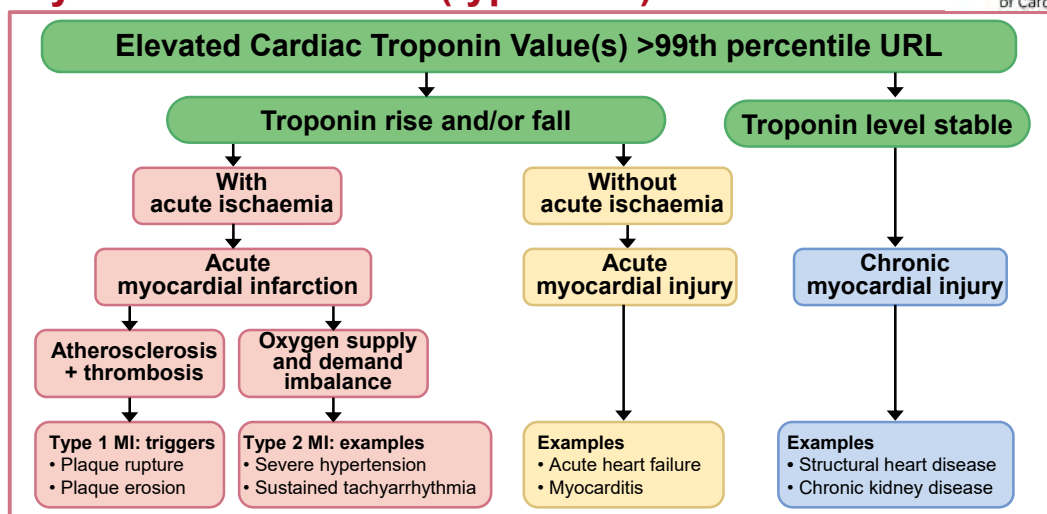 of Card
Elevated Cardiac Troponin Value(s) >99th percentile URL
Troponin rise and/or fall
Troponin level stable
With
acute ischaemia
Without
acute ischaemia
Acute
myocardial infarction
Acute
myocardial injury
Chronic
myocardial injury
Atherosclerosis
+ thrombosis
Oxygen supply
and demand
imbalance
Type 1 MI: triggers
• Plaque rupture
• Plaque erosion
Type 2 MI: examples
• Severe hypertension
• Sustained tachyarrhythmia
Examples
• Acute heart failure
• Myocarditis
Examples
• Structural heart disease
• Chronic kidney disease